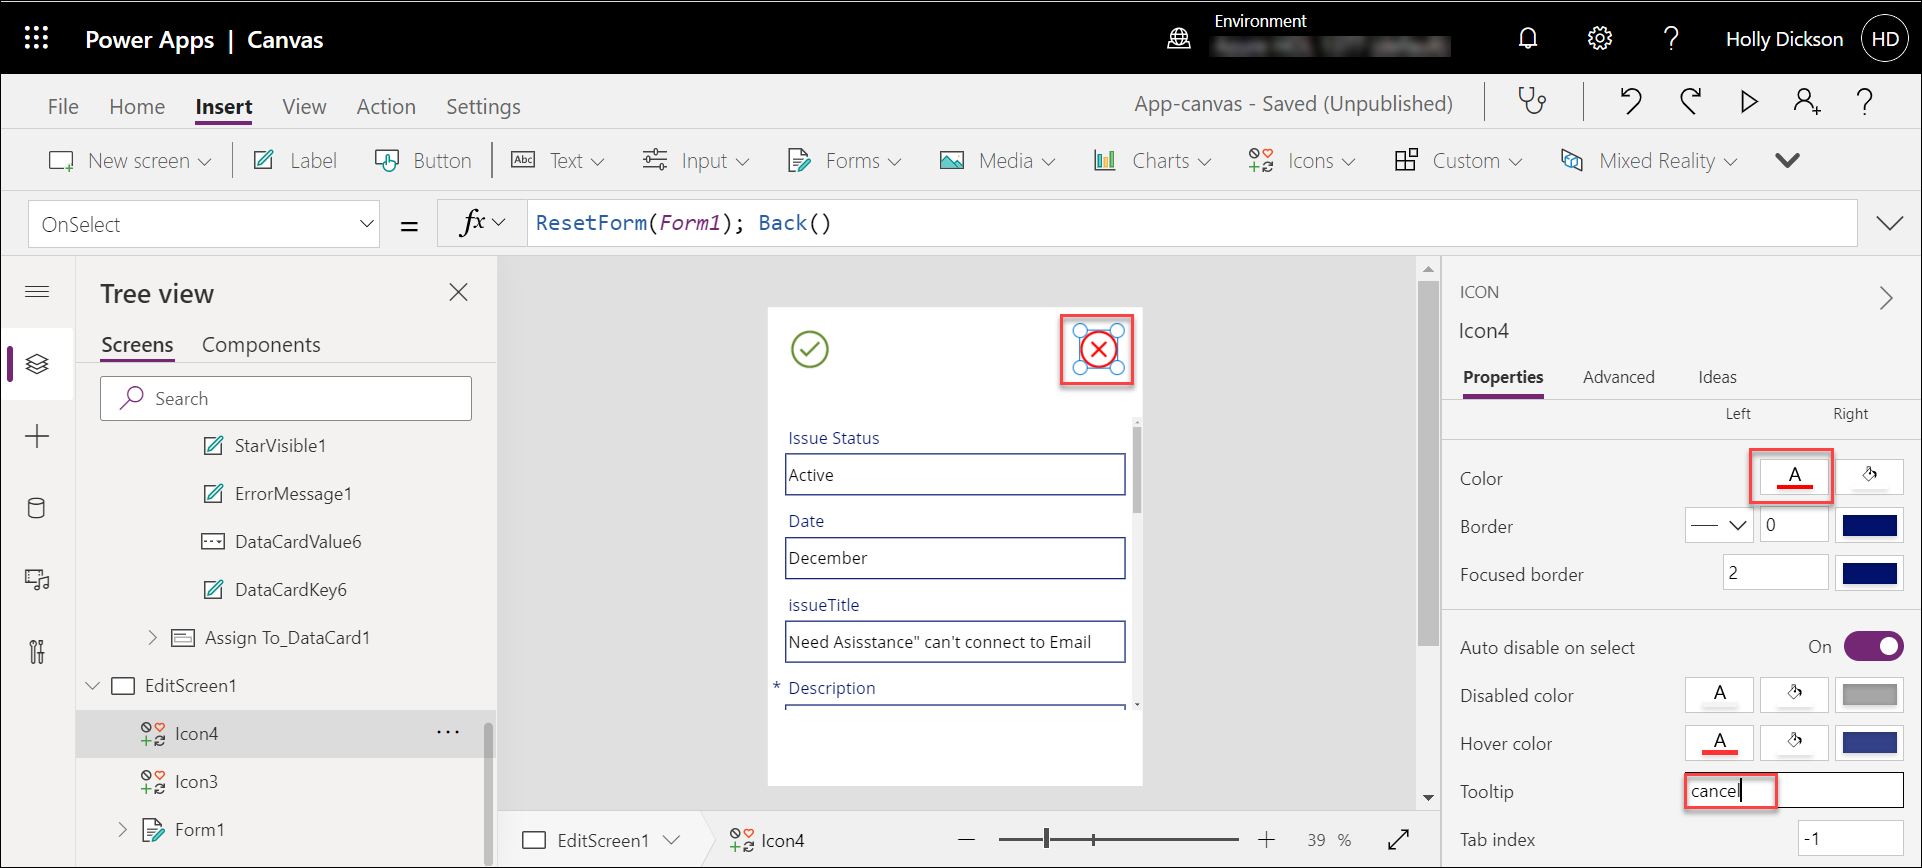 Power Apps | Canvas
Environment
Holly Dickson
HD
File Home Insert View Action Settings
App-canvas - Saved (Unpublished)
New screen Label Button Abc Text Input Forms Media Charts Icons Custom Mixed Reality
OnSelect = fx ResetForm(Form1); Back()
Tree view
Screens Components
Search
StarVisible1
ErrorMessage1
DataCardValue6
DataCardKey6
Assign To_DataCard1
EditScreen1
Icon4 ...
Icon3
Form1
Issue Status
Active
Date
December
issueTitle
Need Asisstance" can't connect to Email
* Description
EditScreen1 Icon4
39 %
ICON
Icon4
Properties Advanced Ideas
Left Right
Color A
Border 0
Focused border 2
Auto disable on select On
Disabled color A
Hover color A
Tooltip cancel
Tab index -1